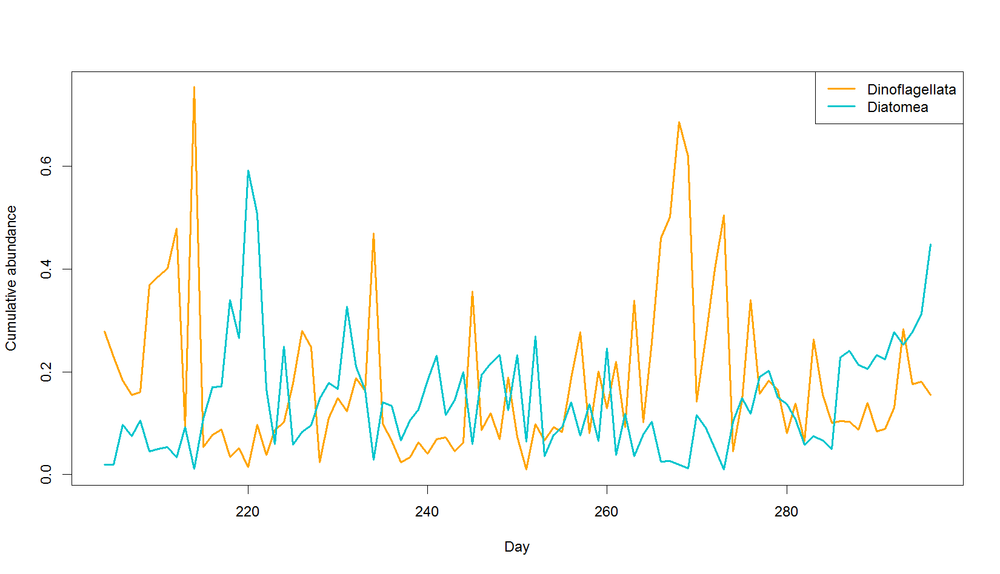 Dinoflagellata
Diatomea
Cumulative abundance
0.6
0.4
0.2
0.0
220 240 260 280
Day